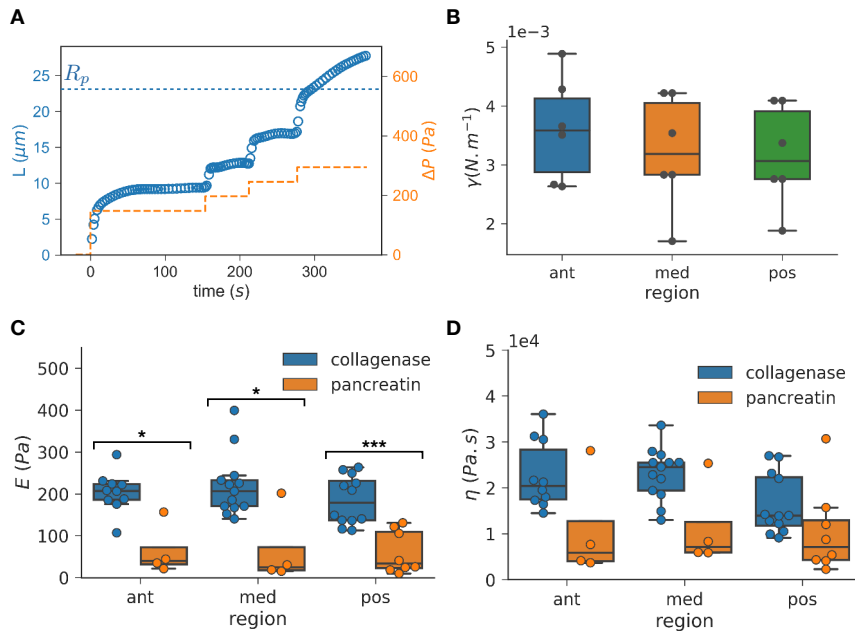 A
R_p
25
20
15
10
5
0
L (μm)
600
400
200
0
ΔP (Pa)
0
100
200
300
time (s)
B
1e−3
5
4
3
2
γ(N. m⁻¹)
ant
med
pos
region
C
collagenase
pancreatin
500
400
300
200
100
0
E (Pa)
*
*
***
ant
med
pos
region
D
1e4
collagenase
pancreatin
5
4
3
2
1
0
η (Pa. s)
ant
med
pos
region